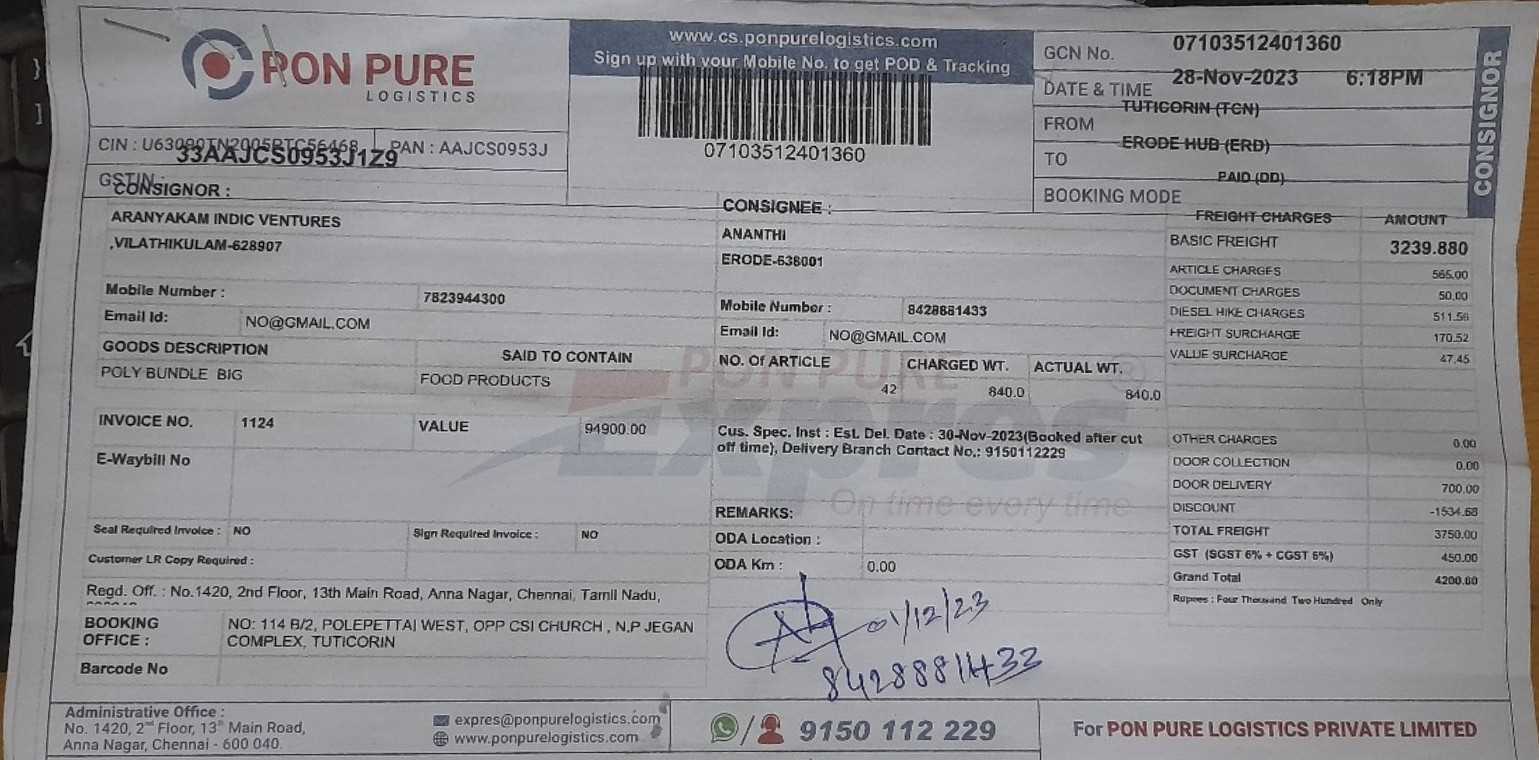 PON PURE
LOGISTICS
www.cs.ponpurelogistics.com
Sign up with your Mobile No. to get POD & Tracking
07103512401360
GCN No. 07103512401360
DATE & TIME 28-Nov-2023 6:18PM
FROM TUTICORIN (TCN)
TO ERODE HUB (ERD)
BOOKING MODE PAID (DD)
CONSIGNOR
CIN : PAN : AAJCS0953J
GSTIN : 33AAJCS0953J1Z9
CONSIGNOR :
ARANYAKAM INDIC VENTURES
,VILATHIKULAM-628907
Mobile Number : 7823944300
Email Id: NO@GMAIL.COM
CONSIGNEE :
ANANTHI
ERODE-638001
Mobile Number : 8428881433
Email Id: NO@GMAIL.COM
GOODS DESCRIPTION SAID TO CONTAIN
POLY BUNDLE BIG FOOD PRODUCTS
NO. Of ARTICLE CHARGED WT. ACTUAL WT.
42 840.0 840.0
INVOICE NO. 1124 VALUE 94900.00
E-Waybill No
Cus. Spec. Inst : Est. Del. Date : 30-Nov-2023(Booked after cut
off time), Delivery Branch Contact No.: 9150112229
PON PURE
Expres
On time every time
Seal Required Invoice : NO Sign Required Invoice : NO
Customer LR Copy Required :
REMARKS:
ODA Location :
ODA Km : 0.00
FREIGHT CHARGES AMOUNT
BASIC FREIGHT 3239.880
ARTICLE CHARGES 565.00
DOCUMENT CHARGES 50.00
DIESEL HIKE CHARGES 511.56
FREIGHT SURCHARGE 170.52
VALUE SURCHARGE 47.45
OTHER CHARGES 0.00
DOOR COLLECTION 0.00
DOOR DELIVERY 700.00
DISCOUNT -1534.68
TOTAL FREIGHT 3750.00
GST (SGST 6% + CGST 6%) 450.00
Grand Total 4200.00
Rupees : Four Thousand Two Hundred Only
Regd. Off. : No.1420, 2nd Floor, 13th Main Road, Anna Nagar, Chennai, Tamil Nadu,
BOOKING OFFICE : NO: 114 B/2, POLEPETTAI WEST, OPP CSI CHURCH , N.P JEGAN
COMPLEX, TUTICORIN
Barcode No
01/12/23
8428881433
Administrative Office :
No. 1420, 2nd Floor, 13th Main Road,
Anna Nagar, Chennai - 600 040.
expres@ponpurelogistics.com
www.ponpurelogistics.com
9150 112 229
For PON PURE LOGISTICS PRIVATE LIMITED